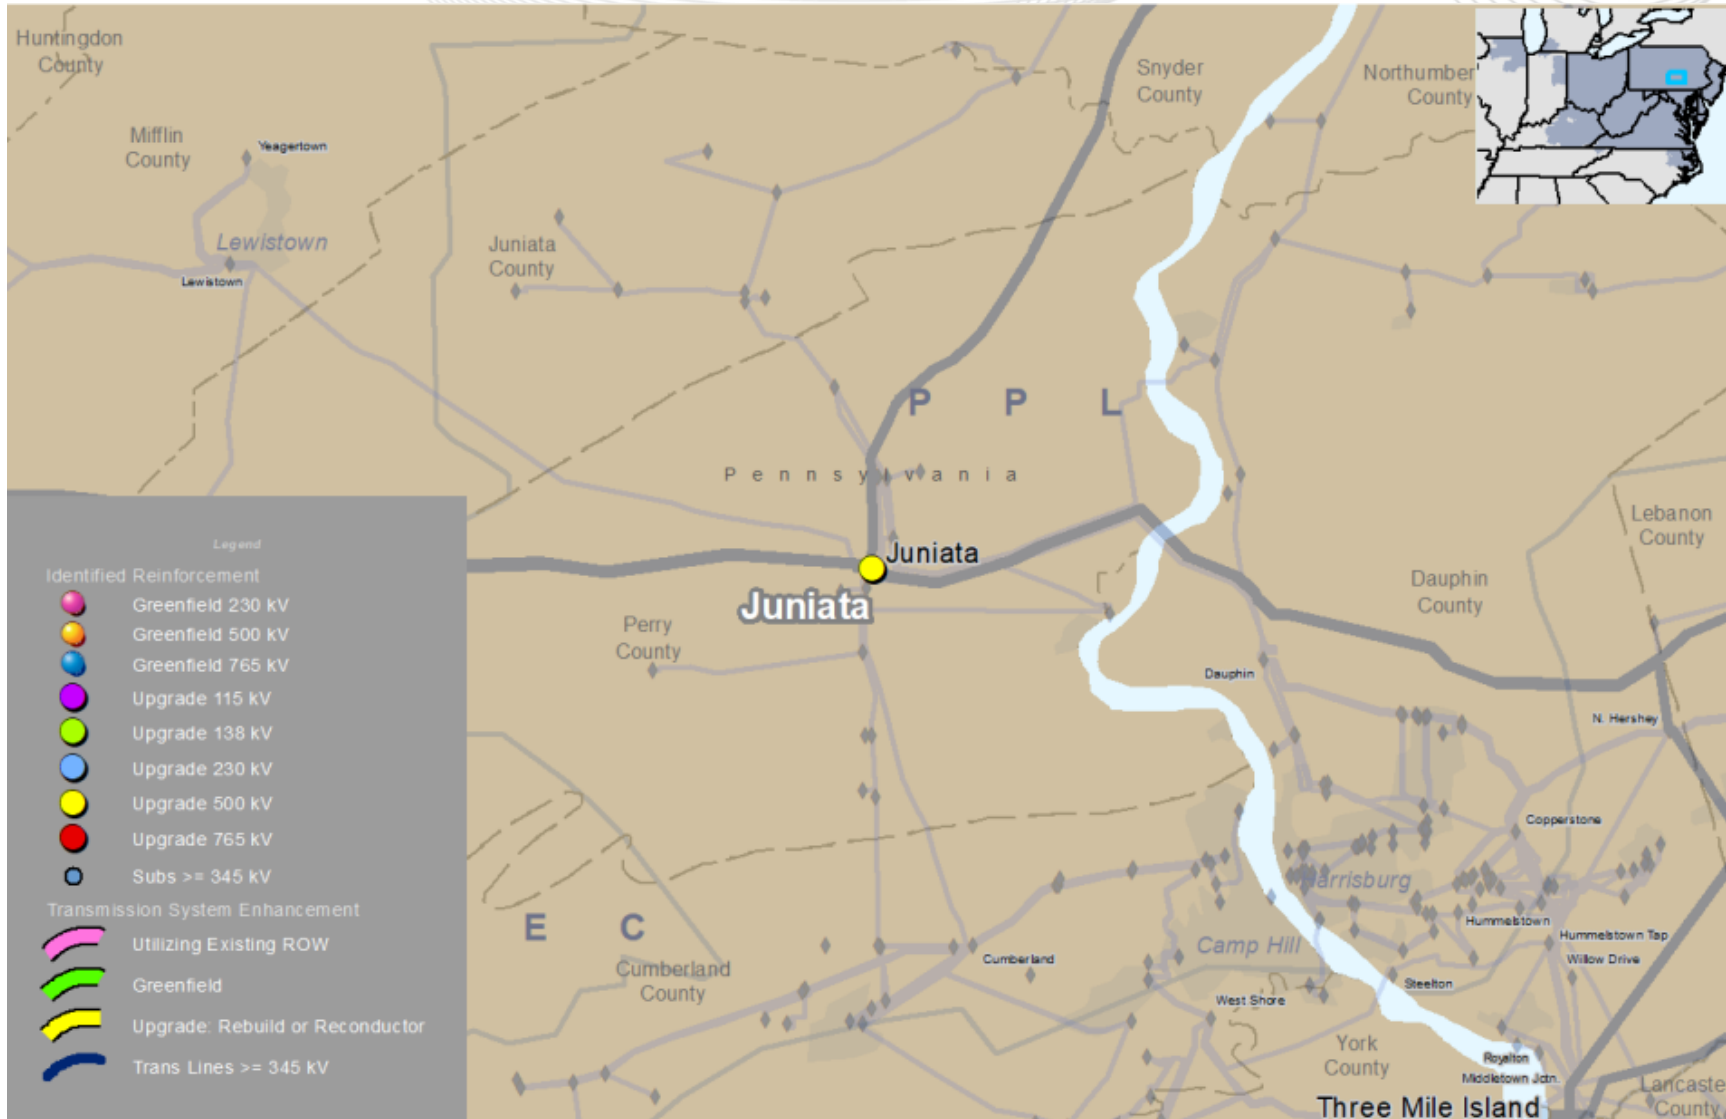 Huntingdon
County
Snyder
County
Northumber
County
Mifflin
County
Yeagertown
Lewistown
Lewistown
Juniata
County
P P L
Pennsylvania
Lebanon
County
Juniata
Juniata
Dauphin
County
Perry
County
Dauphin
N. Hershey
Legend
Identified Reinforcement
Greenfield 230 kV
Greenfield 500 kV
Greenfield 765 kV
Upgrade 115 kV
Upgrade 138 kV
Upgrade 230 kV
Upgrade 500 kV
Upgrade 765 kV
Subs >= 345 kV
Transmission System Enhancement
Utilizing Existing ROW
Greenfield
Upgrade: Rebuild or Reconductor
Trans Lines >= 345 kV
Copperstone
Harrisburg
Hummelstown
Hummelstown Tap
Willow Drive
E C
Camp Hill
Cumberland
Cumberland
County
Steelton
West Shore
York
County
Royalton
Middletown Jctn.
Lancaste
County
Three Mile Island